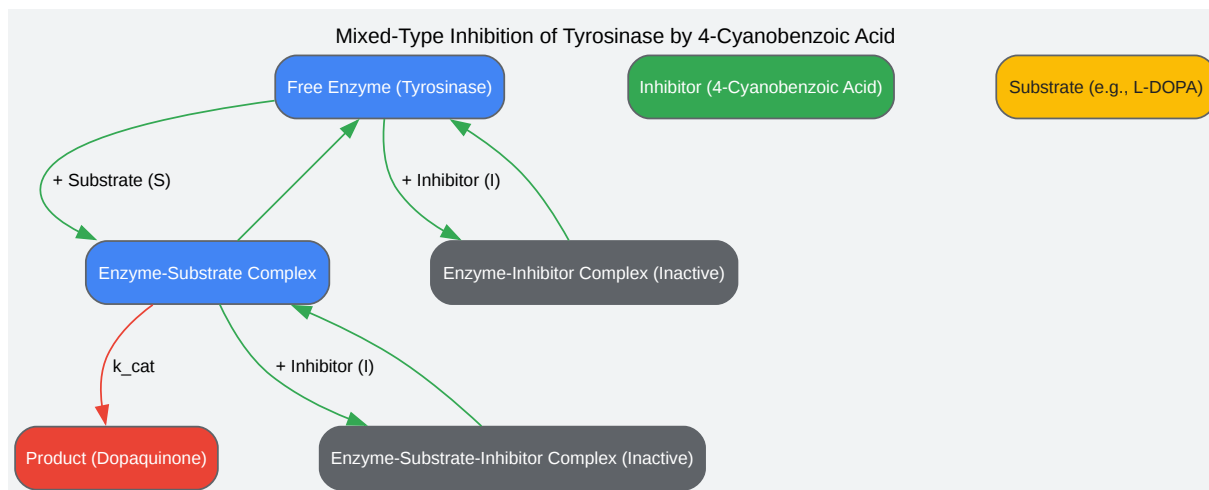 Mixed-Type Inhibition of Tyrosinase by 4-Cyanobenzoic Acid
Free Enzyme (Tyrosinase)
Inhibitor (4-Cyanobenzoic Acid)
Substrate (e.g., L-DOPA)
+ Substrate (S)
+ Inhibitor (I)
Enzyme-Substrate Complex
Enzyme-Inhibitor Complex (Inactive)
k_cat
+ Inhibitor (I)
Product (Dopaquinone)
Enzyme-Substrate-Inhibitor Complex (Inactive)